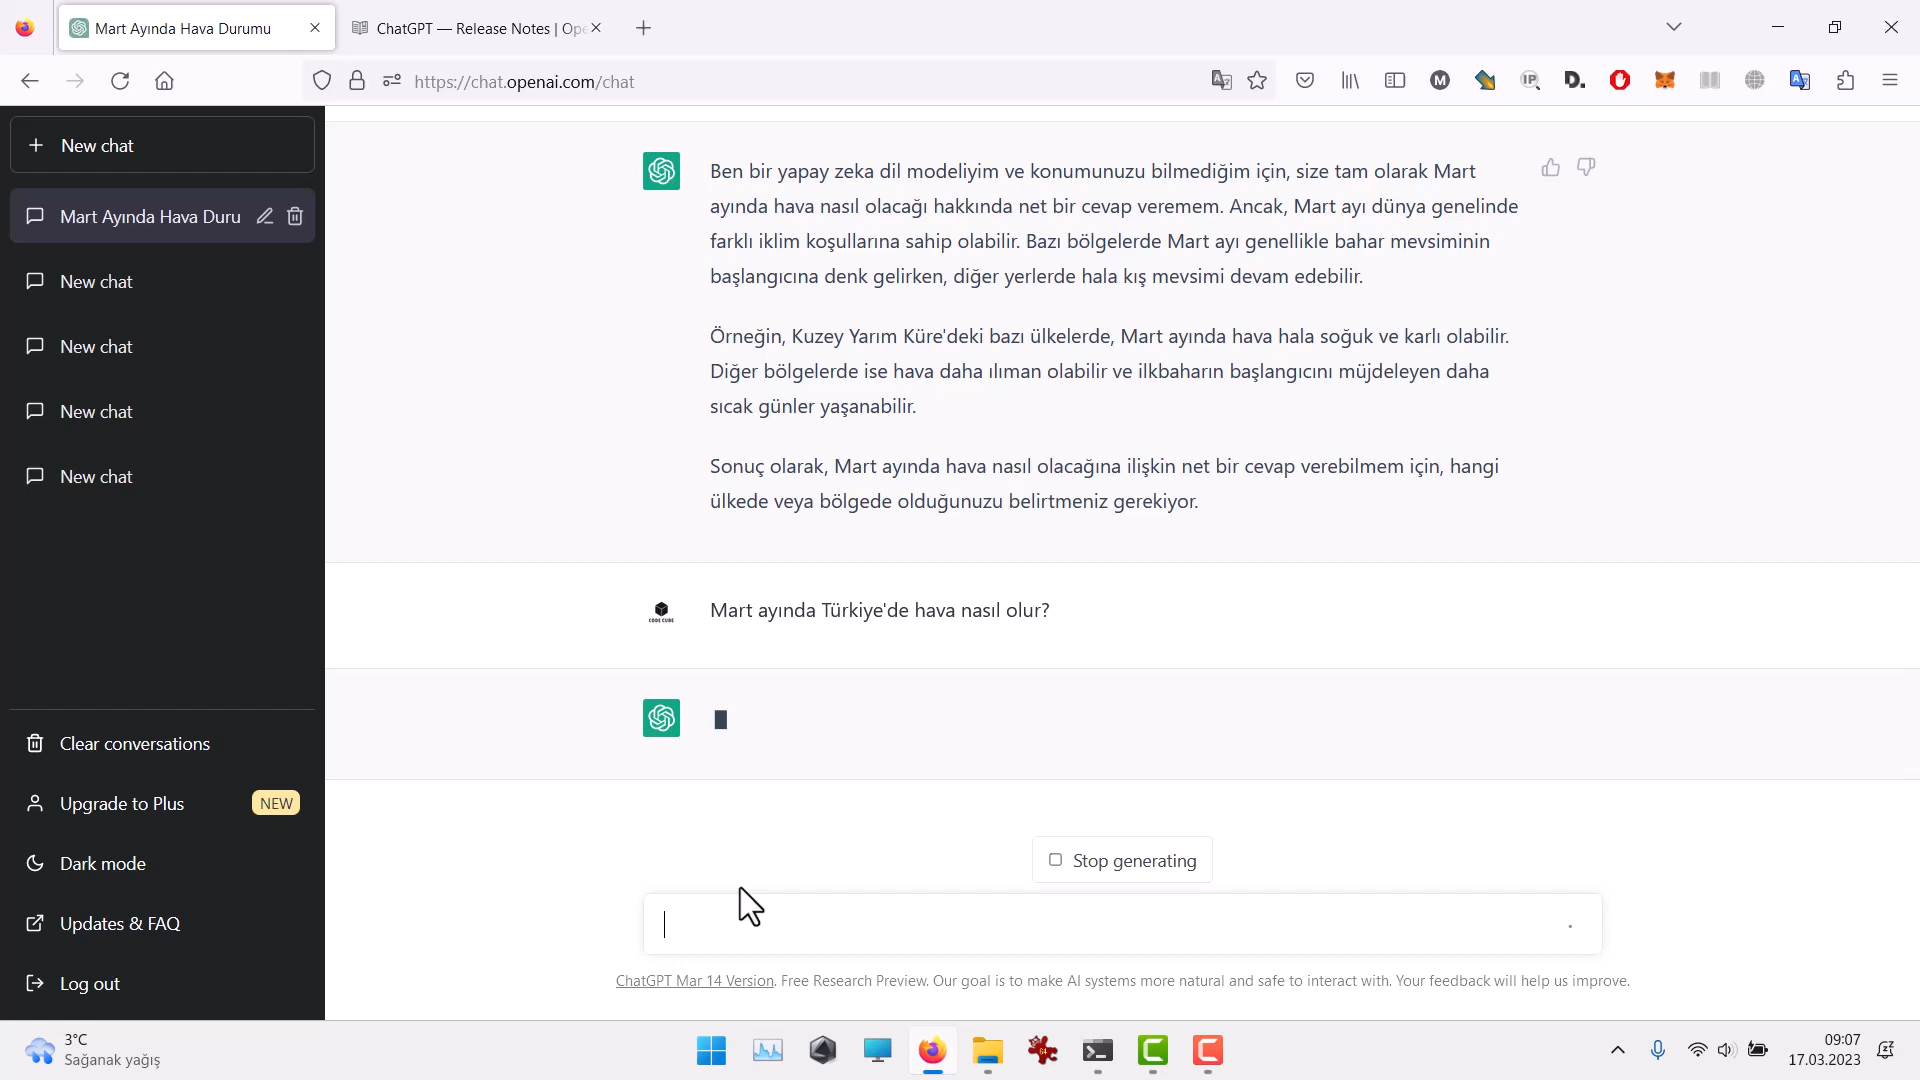 Mart Ayında Hava Durumu
ChatGPT — Release Notes | Ope
https://chat.openai.com/chat
New chat
Mart Ayında Hava Duru
New chat
New chat
New chat
New chat
Clear conversations
Upgrade to Plus NEW
Dark mode
Updates & FAQ
Log out
Ben bir yapay zeka dil modeliyim ve konumunuzu bilmediğim için, size tam olarak Mart
ayında hava nasıl olacağı hakkında net bir cevap veremem. Ancak, Mart ayı dünya genelinde
farklı iklim koşullarına sahip olabilir. Bazı bölgelerde Mart ayı genellikle bahar mevsiminin
başlangıcına denk gelirken, diğer yerlerde hala kış mevsimi devam edebilir.
Örneğin, Kuzey Yarım Küre'deki bazı ülkelerde, Mart ayında hava hala soğuk ve karlı olabilir.
Diğer bölgelerde ise hava daha ılıman olabilir ve ilkbaharın başlangıcını müjdeleyen daha
sıcak günler yaşanabilir.
Sonuç olarak, Mart ayında hava nasıl olacağına ilişkin net bir cevap verebilmem için, hangi
ülkede veya bölgede olduğunuzu belirtmeniz gerekiyor.
CODE CUBE
Mart ayında Türkiye'de hava nasıl olur?
Stop generating
ChatGPT Mar 14 Version. Free Research Preview. Our goal is to make AI systems more natural and safe to interact with. Your feedback will help us improve.
3°C
Sağanak yağış
64
09:07
17.03.2023